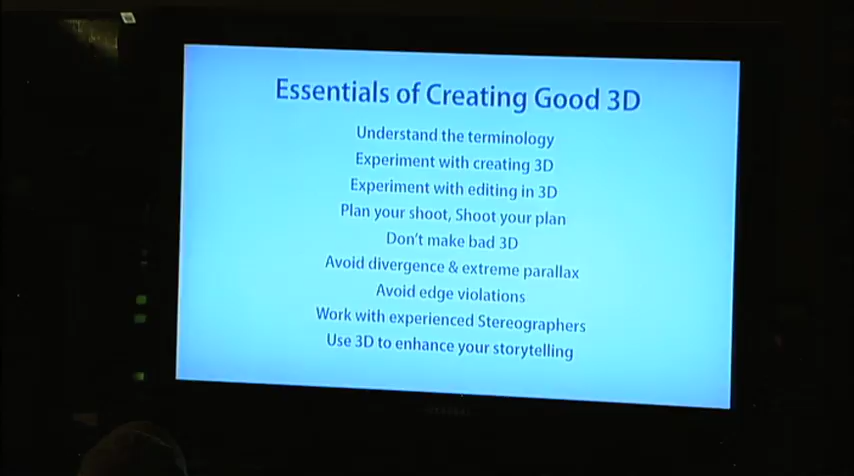 Essentials of Creating Good 3D
Understand the terminology
Experiment with creating 3D
Experiment with editing in 3D
Plan your shoot, Shoot your plan
Don't make bad 3D
Avoid divergence & extreme parallax
Avoid edge violations
Work with experienced Stereographers
Use 3D to enhance your storytelling